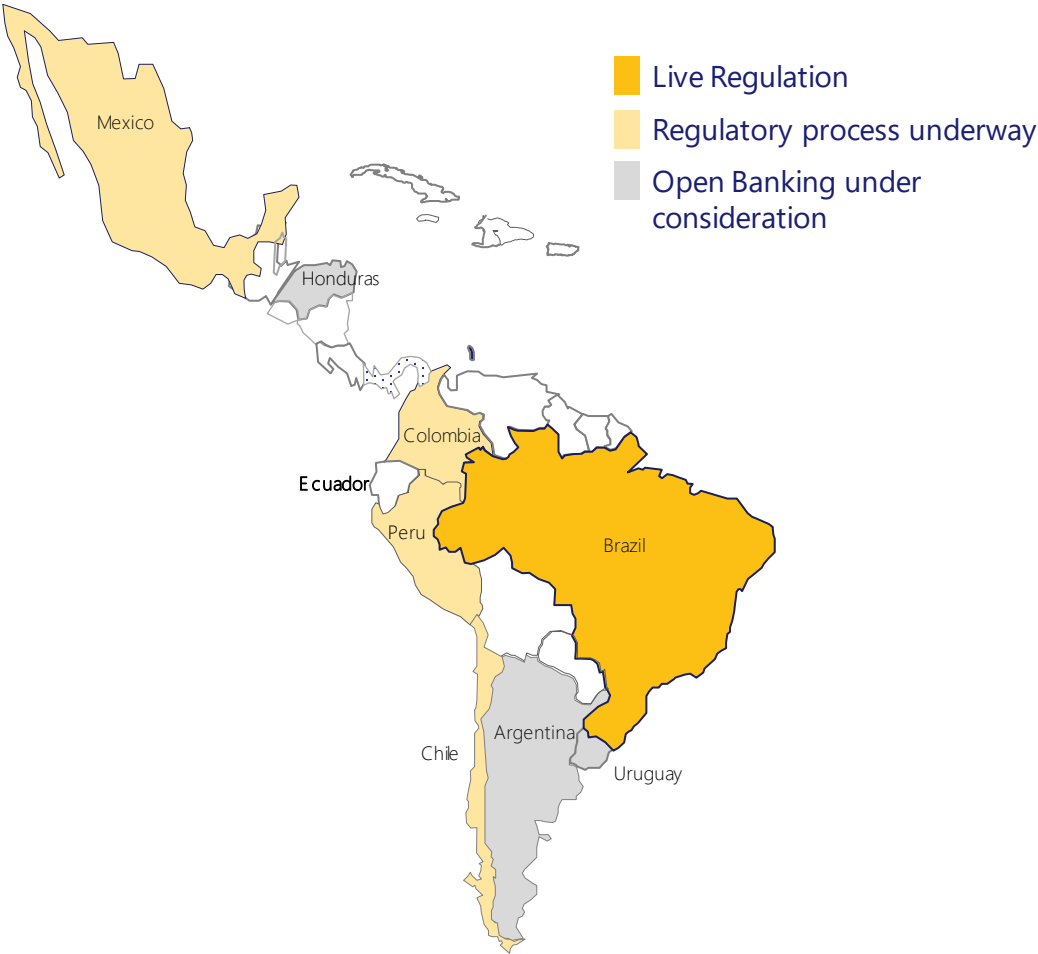 Live Regulation
Mexico
Regulatory process underway
Open Banking under
consideration
Honduras
Colombia
Ecuador
Peru
Brazil
Argentina
Chile
Uruguay